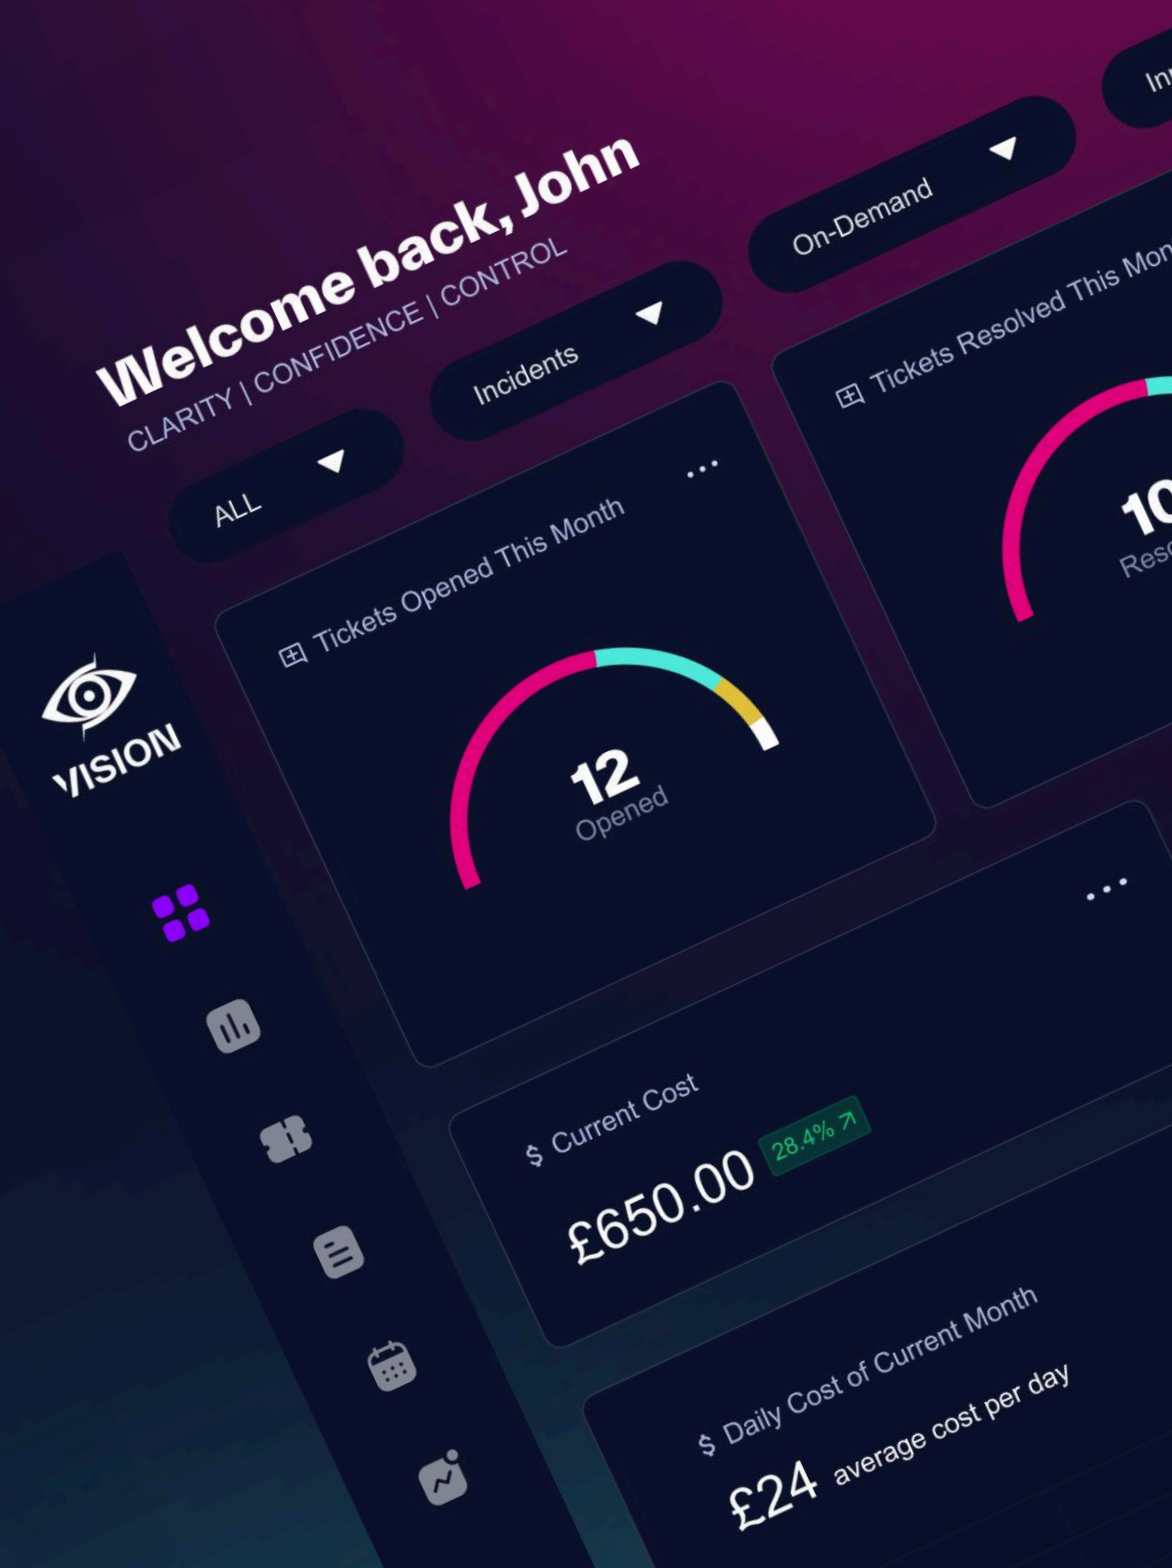 Welcome back, John
CLARITY | CONFIDENCE | CONTROL
ALL
Incidents
On-Demand
VISION
Tickets Opened This Month
12
Opened
Tickets Resolved This
10
$ Current Cost
£650.00 28.4%
$ Daily Cost of Current Month
£24 average cost per day